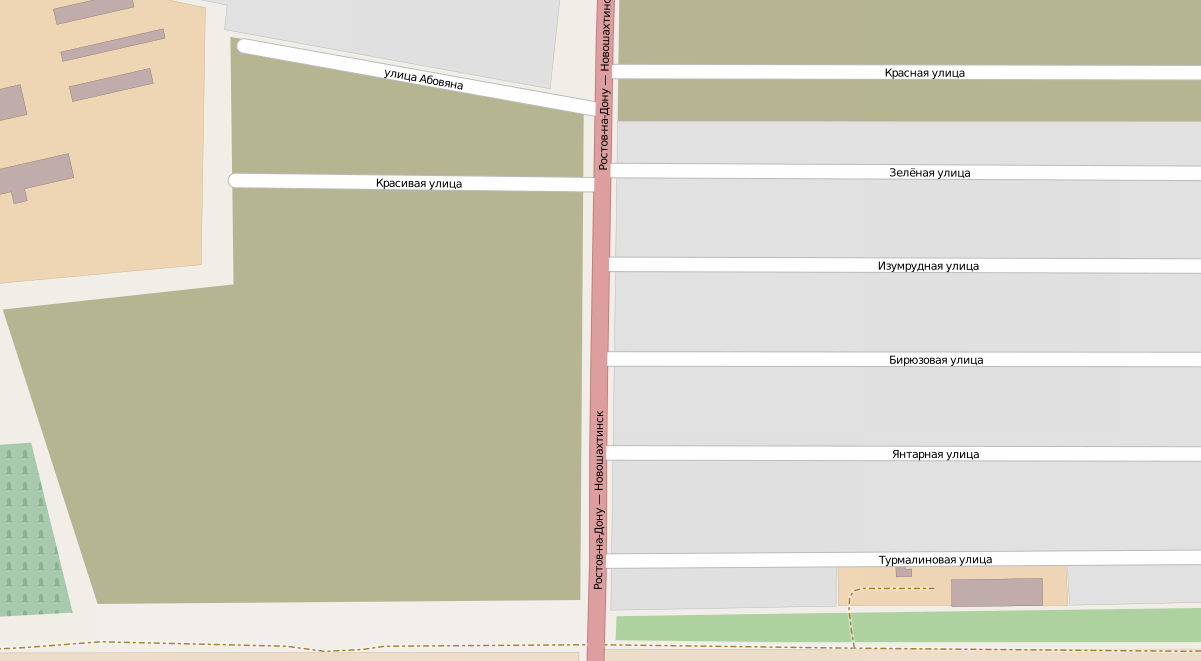 улица Абовяна
Красная улица
Ростов-на-Дону — Новошахтинс
Зелёная улица
Красивая улица
Изумрудная улица
Бирюзовая улица
Ростов-на-Дону — Новошахтинск
Янтарная улица
Турмалиновая улица